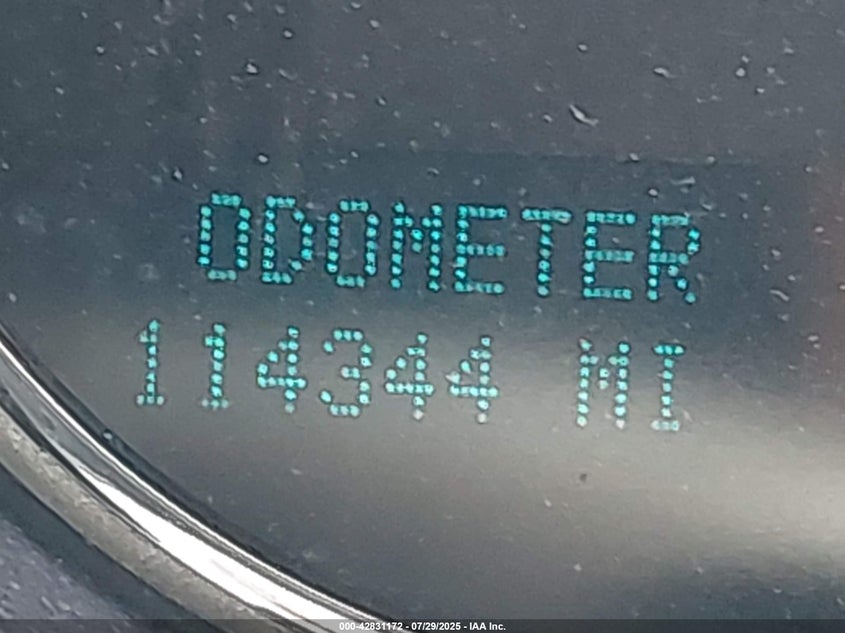 ODOMETER
114344 MI
000-42831172 - 07/29/2025 - IAA Inc.